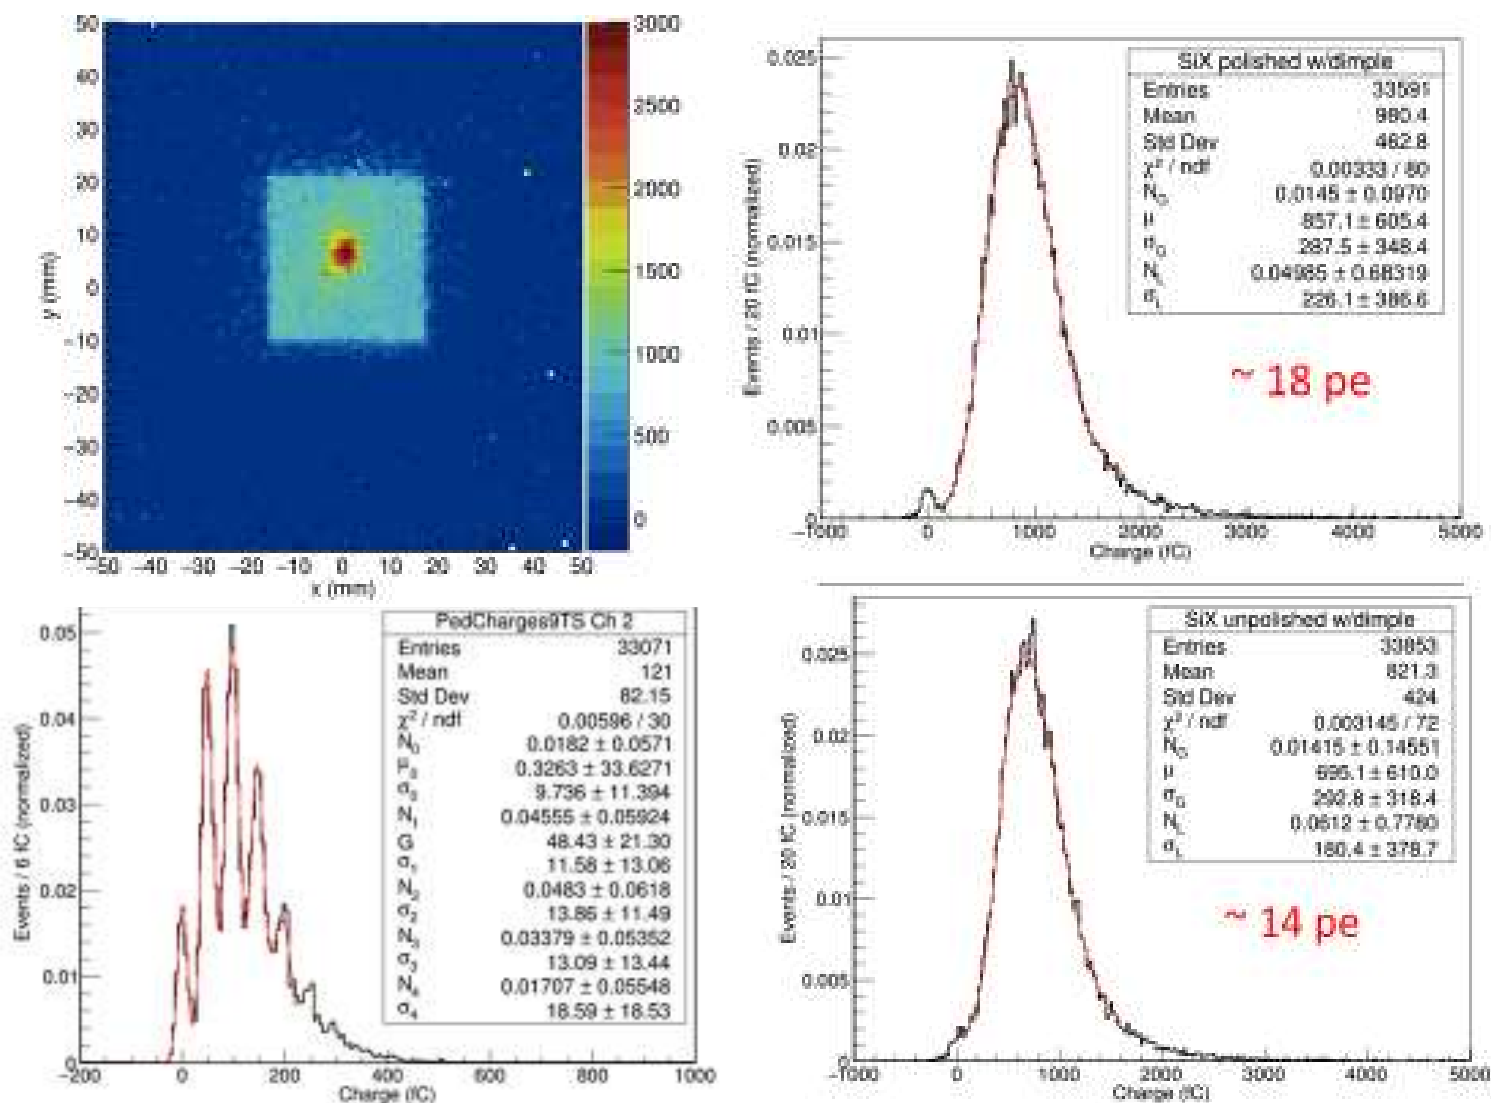 50
40
30
20
10
0
−10
−20
−30
−40
−50
y (mm)
−50 −40 −30 −20 −10 0 10 20 30 40 50
x (mm)
3000
2500
2000
1500
1000
500
0
SiX polished w/dimple
Entries 33591
Mean 980.4
Std Dev 462.8
χ² / ndf 0.00333 / 80
N_G 0.0145 ± 0.0970
μ 857.1 ± 605.4
σ_G 287.5 ± 348.4
N_L 0.04985 ± 0.68319
σ_L 226.1 ± 386.6
~ 18 pe
0.025
0.02
0.015
0.01
0.005
0
Events / 20 fC (normalized)
−1000 0 1000 2000 3000 4000 5000
Charge (fC)
PedCharges9TS Ch 2
Entries 33071
Mean 121
Std Dev 82.15
χ² / ndf 0.00596 / 30
N₀ 0.0182 ± 0.0571
μ₀ 0.3263 ± 33.6271
σ₀ 9.736 ± 11.394
N₁ 0.04555 ± 0.05924
G 48.43 ± 21.30
σ₁ 11.58 ± 13.06
N₂ 0.0483 ± 0.0618
σ₂ 13.86 ± 11.49
N₃ 0.03379 ± 0.05352
σ₃ 13.09 ± 13.44
N₄ 0.01707 ± 0.05548
σ₄ 18.59 ± 18.53
0.05
0.04
0.03
0.02
0.01
0
Events / 6 fC (normalized)
−200 0 200 400 600 800 1000
Charge (fC)
SiX unpolished w/dimple
Entries 33853
Mean 821.3
Std Dev 424
χ² / ndf 0.003145 / 72
N_G 0.01415 ± 0.14551
μ 695.1 ± 610.0
σ_G 292.8 ± 318.4
N_L 0.0612 ± 0.7780
σ_L 160.4 ± 378.7
~ 14 pe
0.025
0.02
0.015
0.01
0.005
0
Events / 20 fC (normalized)
−1000 0 1000 2000 3000 4000 5000
Charge (fC)